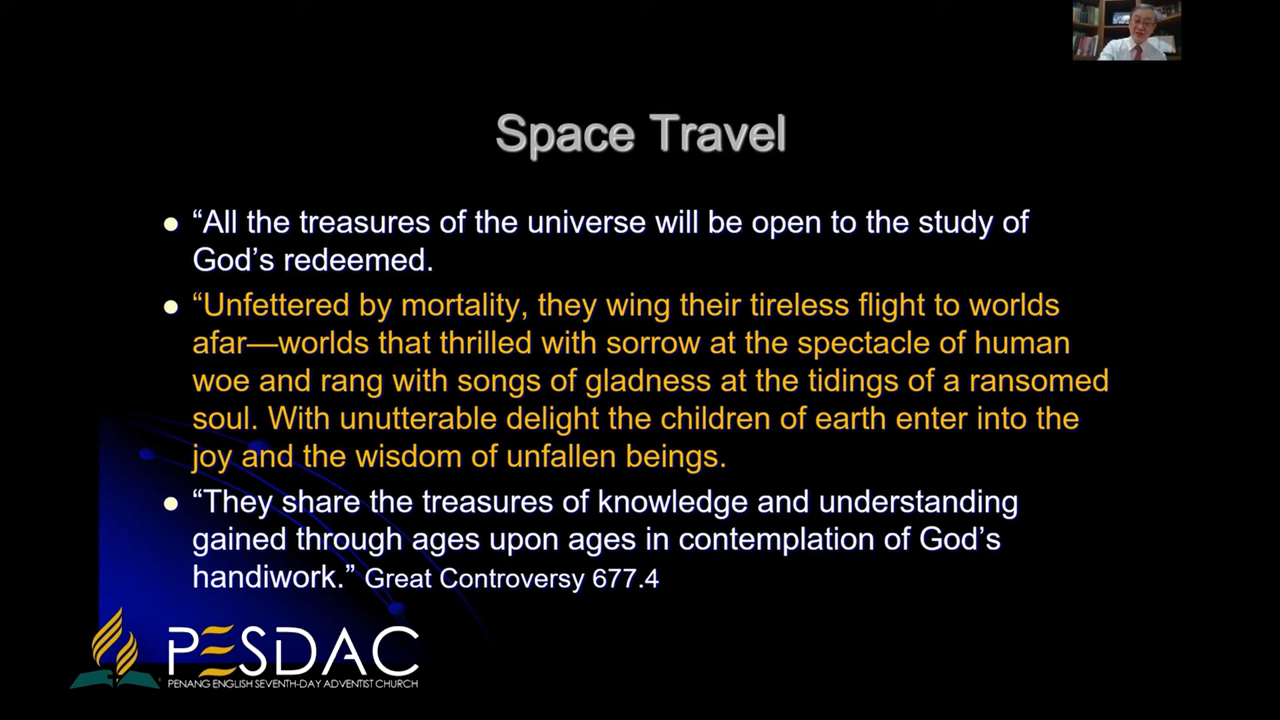 Space Travel
“All the treasures of the universe will be open to the study of
God’s redeemed.
“Unfettered by mortality, they wing their tireless flight to worlds
afar—worlds that thrilled with sorrow at the spectacle of human
woe and rang with songs of gladness at the tidings of a ransomed
soul. With unutterable delight the children of earth enter into the
joy and the wisdom of unfallen beings.
“They share the treasures of knowledge and understanding
gained through ages upon ages in contemplation of God’s
handiwork.” Great Controversy 677.4
PESDAC
PENANG ENGLISH SEVENTH-DAY ADVENTIST CHURCH